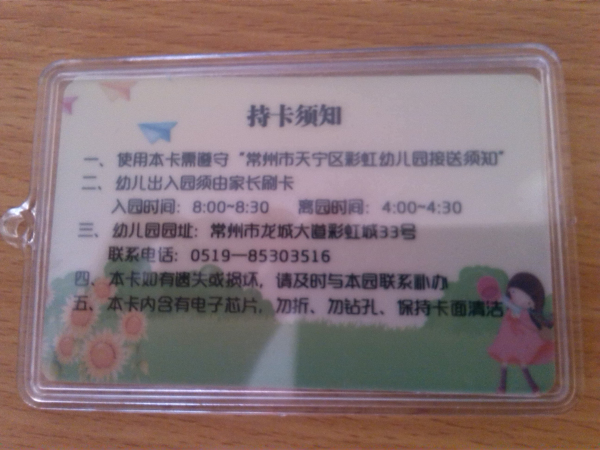 持卡须知
一、使用本卡需遵守“常州市天宁区彩虹幼儿园接送须知”
二、幼儿出入园须由家长刷卡
入园时间：8:00~8:30 离园时间：4:00~4:30
三、幼儿园园址：常州市龙城大道彩虹城33号
联系电话：0519—85303516
四、本卡如有遗失或损坏，请及时与本园联系补办
五、本卡内含有电子芯片，勿折、勿钻孔、保持卡面清洁